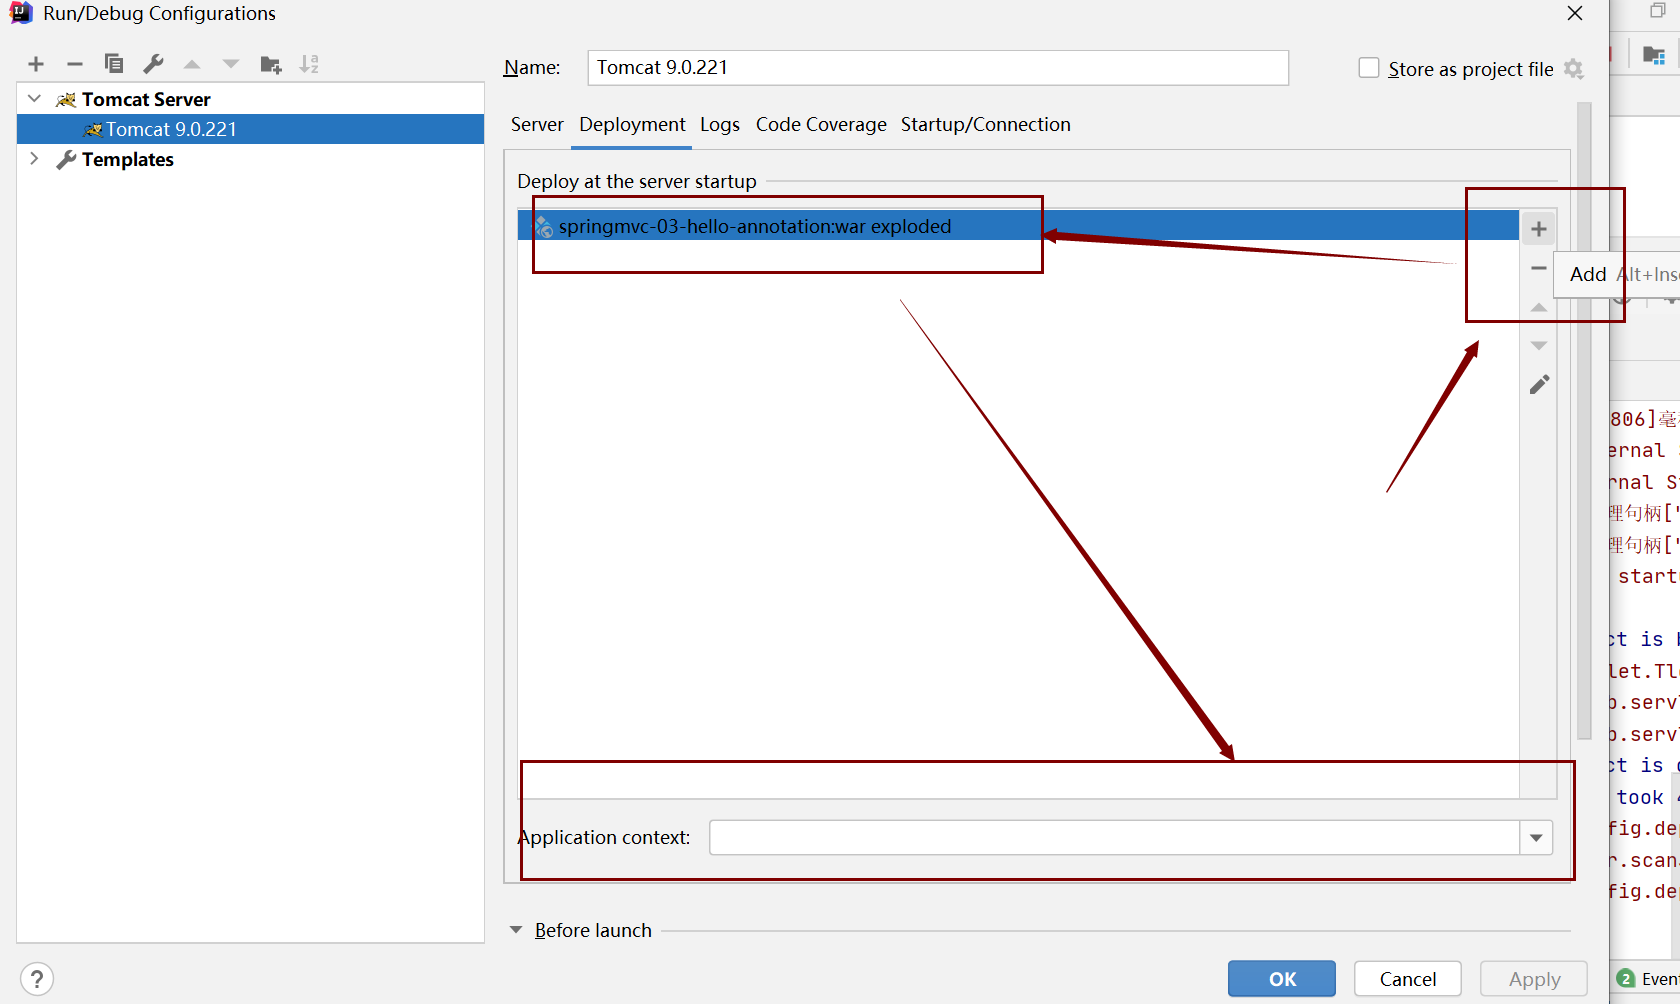 Run/Debug Configurations
Name:
Tomcat 9.0.221
Store as project file
Tomcat Server
Tomcat 9.0.221
Templates
Server
Deployment
Logs
Code Coverage
Startup/Connection
Deploy at the server startup
springmvc-03-hello-annotation:war exploded
Add Alt+Ins
Application context:
Before launch
OK
Cancel
Apply
?
806]毫
ernal
rnal S
理句柄["
理句柄["
start
ct is
let.Tl
b.serv
b.serv
ct is
took
fig.de
r.scan
fig.de
2 Event